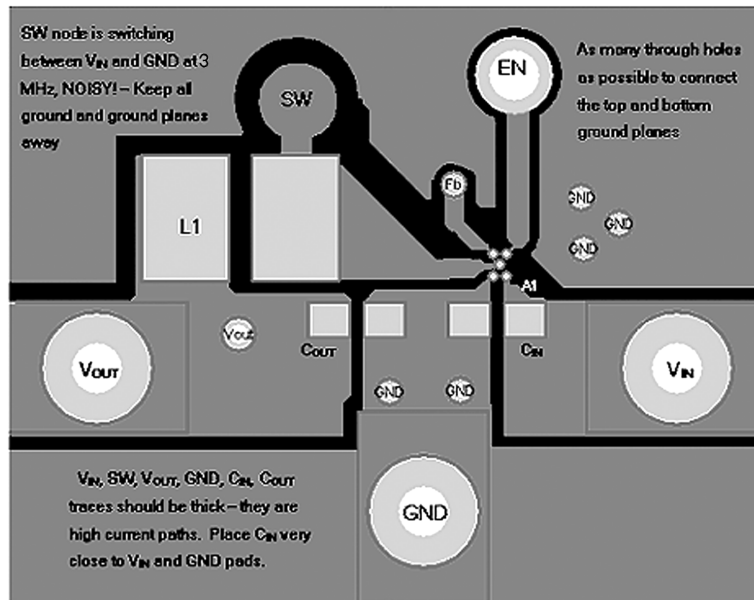 SW node is switching
between VIN and GND at 3
MHz, NOISY! – Keep all
ground and ground planes
away
SW
EN
As many through holes
as possible to connect
the top and bottom
ground planes
Fb
GND
GND
GND
L1
A1
VOUT
Vout
COUT
CIN
VIN
GND
GND
VIN, SW, VOUT, GND, CIN, COUT
traces should be thick – they are
high current paths. Place CIN very
close to VIN and GND pads.
GND